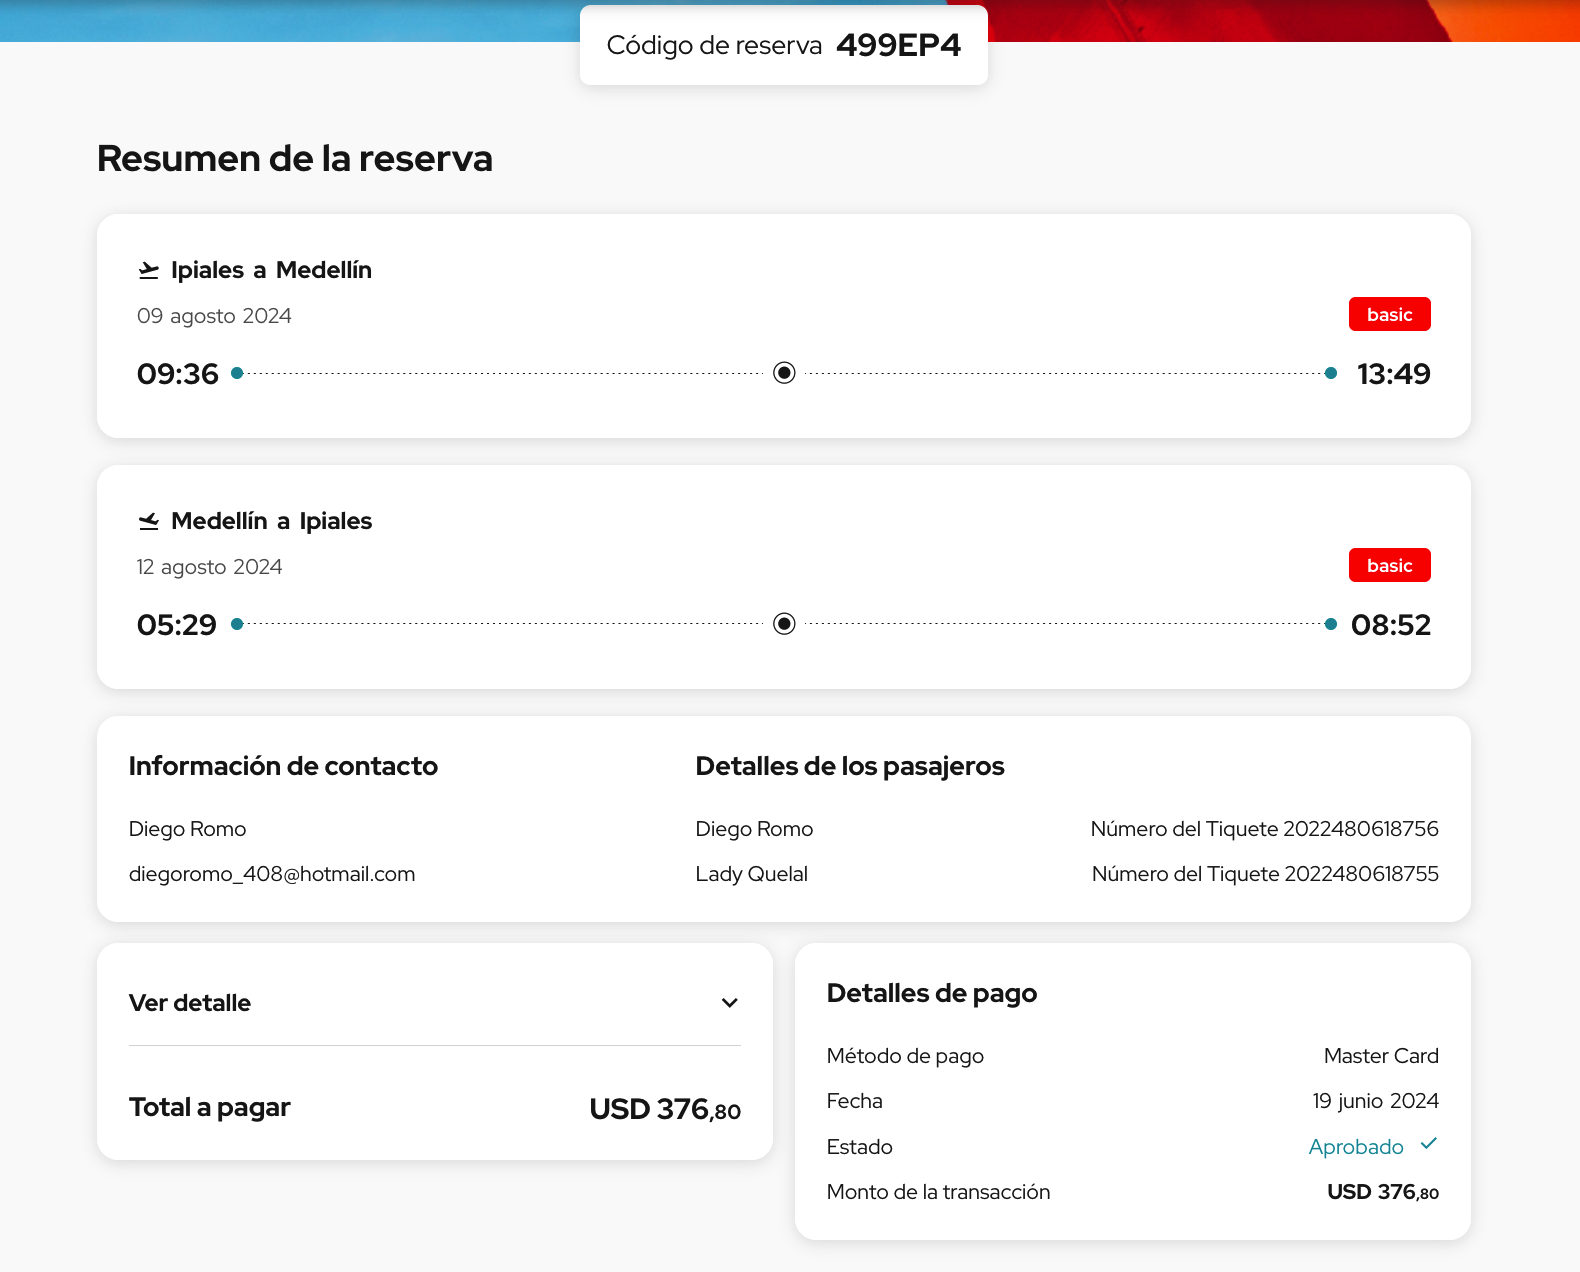 Código de reserva 499EP4
Resumen de la reserva
Ipiales a Medellín
09 agosto 2024
basic
09:36 13:49
Medellín a Ipiales
12 agosto 2024
basic
05:29 08:52
Información de contacto
Diego Romo
diegoromo_408@hotmail.com
Detalles de los pasajeros
Diego Romo Número del Tiquete 2022480618756
Lady Quelal Número del Tiquete 2022480618755
Ver detalle
Total a pagar USD 376,80
Detalles de pago
Método de pago Master Card
Fecha 19 junio 2024
Estado Aprobado
Monto de la transacción USD 376,80